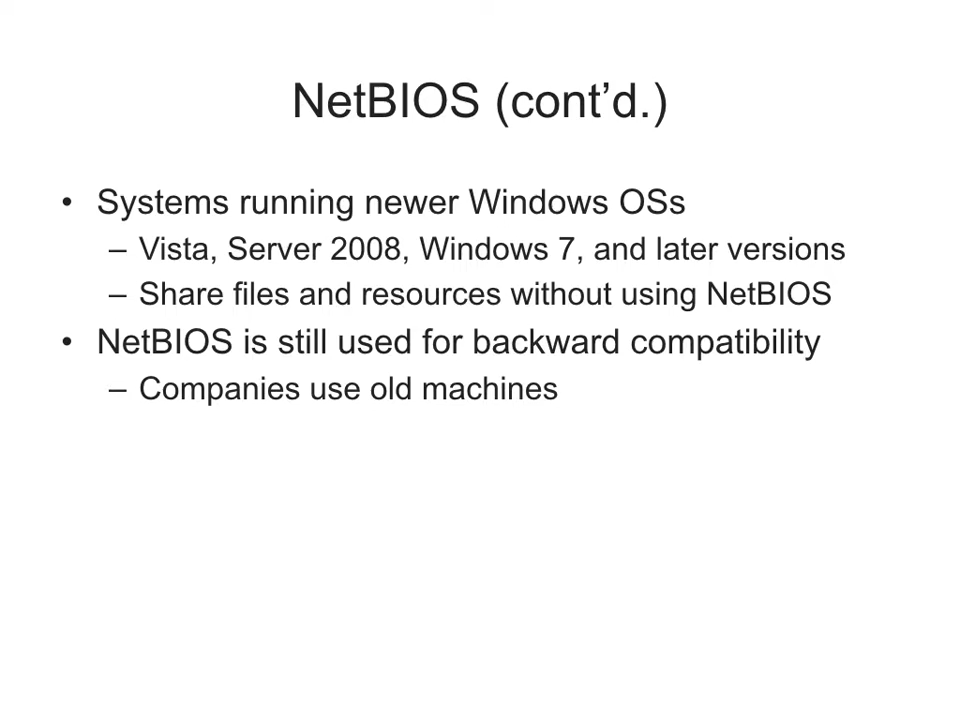 NetBIOS (cont’d.)
• Systems running newer Windows OSs
– Vista, Server 2008, Windows 7, and later versions
– Share files and resources without using NetBIOS
• NetBIOS is still used for backward compatibility
– Companies use old machines